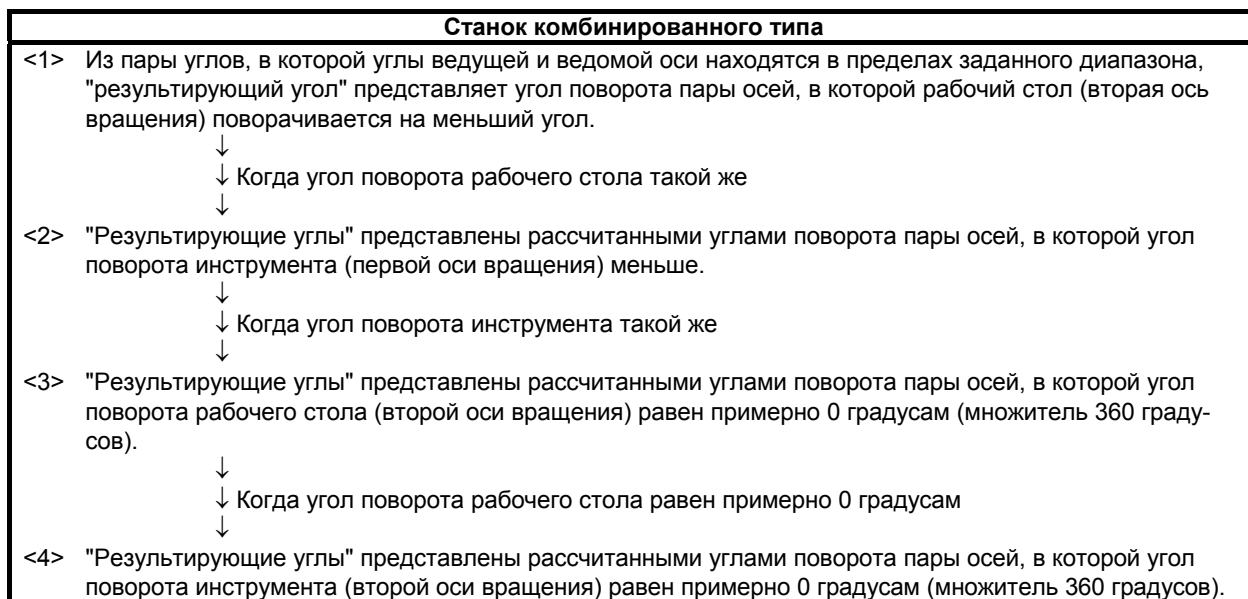 Станок комбинированного типа
<1> Из пары углов, в которой углы ведущей и ведомой оси находятся в пределах заданного диапазона,
"результирующий угол" представляет угол поворота пары осей, в которой рабочий стол (вторая ось
вращения) поворачивается на меньший угол.
↓
↓ Когда угол поворота рабочего стола такой же
↓
<2> "Результирующие углы" представлены рассчитанными углами поворота пары осей, в которой угол
поворота инструмента (первой оси вращения) меньше.
↓
↓ Когда угол поворота инструмента такой же
↓
<3> "Результирующие углы" представлены рассчитанными углами поворота пары осей, в которой угол
поворота рабочего стола (второй оси вращения) равен примерно 0 градусам (множитель 360 граду-
сов).
↓
↓ Когда угол поворота рабочего стола равен примерно 0 градусам
↓
<4> "Результирующие углы" представлены рассчитанными углами поворота пары осей, в которой угол
поворота инструмента (второй оси вращения) равен примерно 0 градусам (множитель 360 градусов).